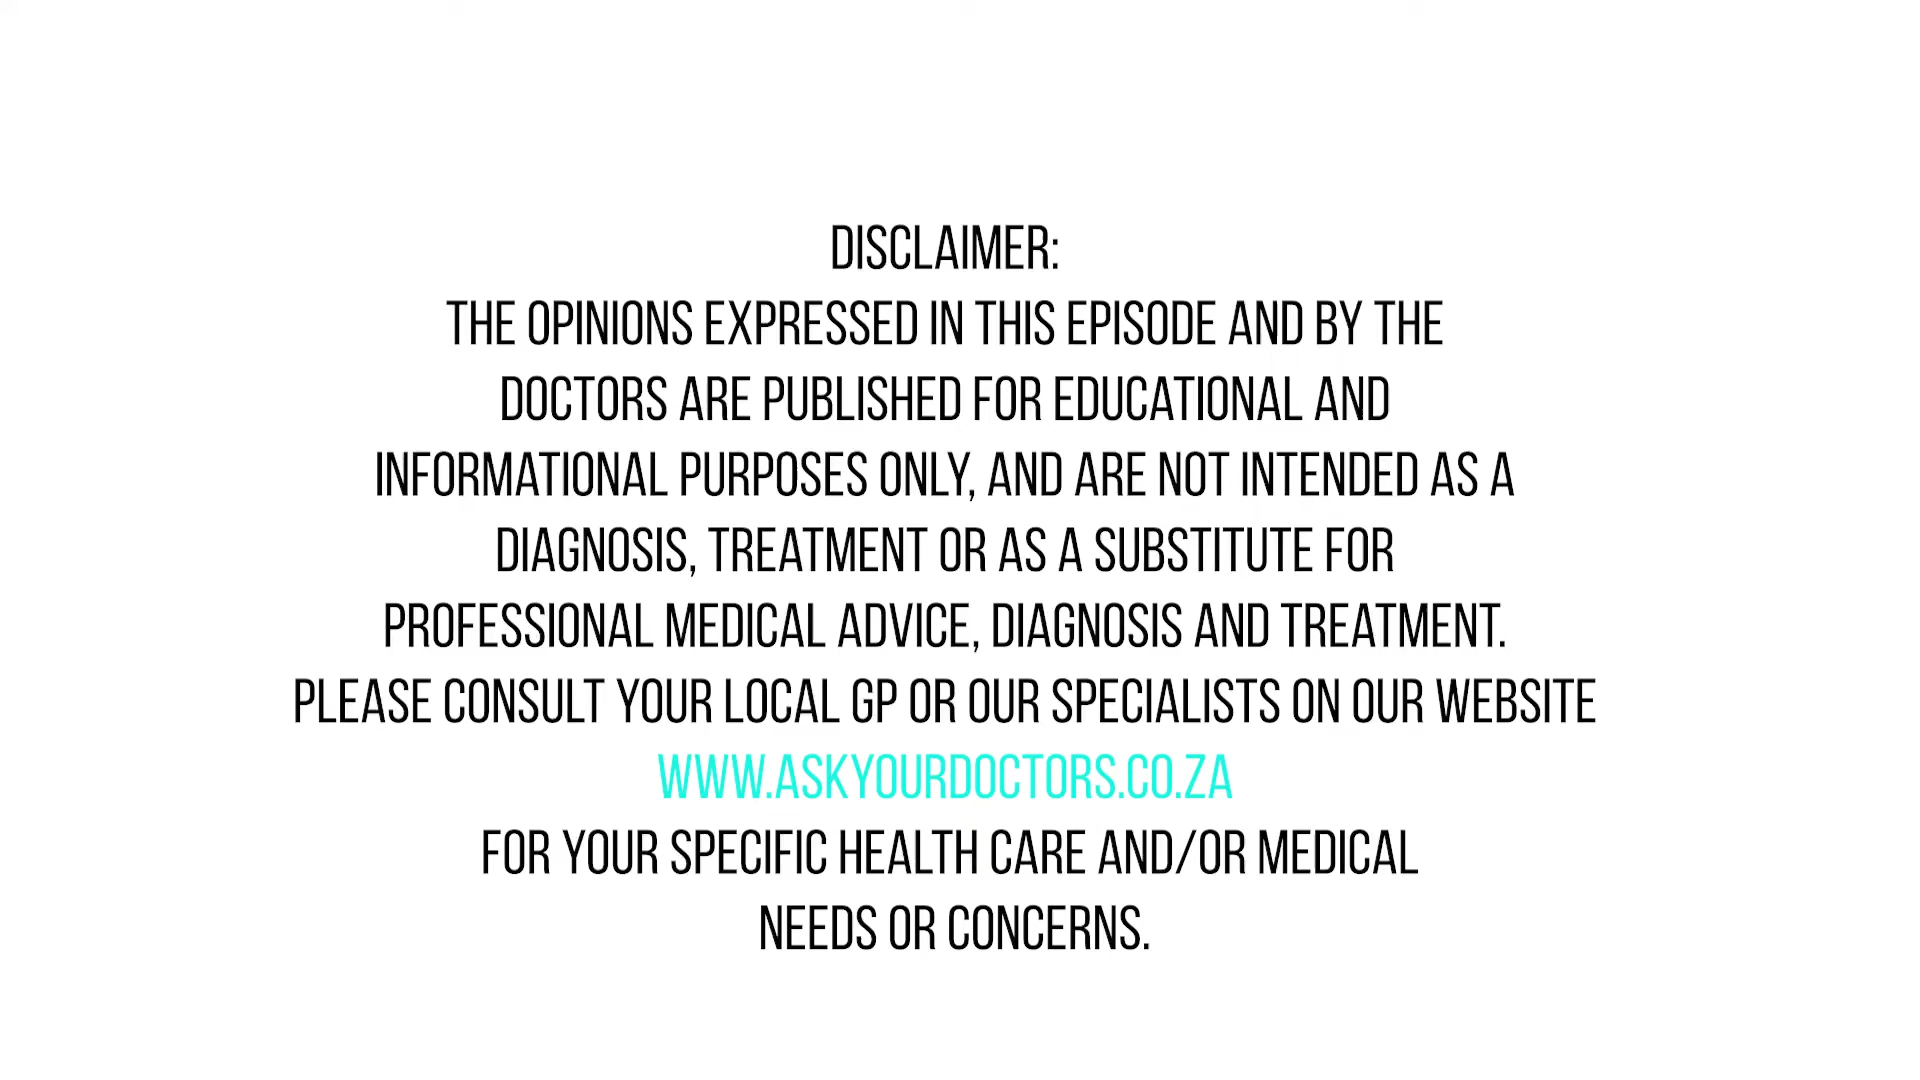 DISCLAIMER:
THE OPINIONS EXPRESSED IN THIS EPISODE AND BY THE
DOCTORS ARE PUBLISHED FOR EDUCATIONAL AND
INFORMATIONAL PURPOSES ONLY, AND ARE NOT INTENDED AS A
DIAGNOSIS, TREATMENT OR AS A SUBSTITUTE FOR
PROFESSIONAL MEDICAL ADVICE, DIAGNOSIS AND TREATMENT.
PLEASE CONSULT YOUR LOCAL GP OR OUR SPECIALISTS ON OUR WEBSITE
WWW.ASKYOURDOCTORS.CO.ZA
FOR YOUR SPECIFIC HEALTH CARE AND/OR MEDICAL
NEEDS OR CONCERNS.